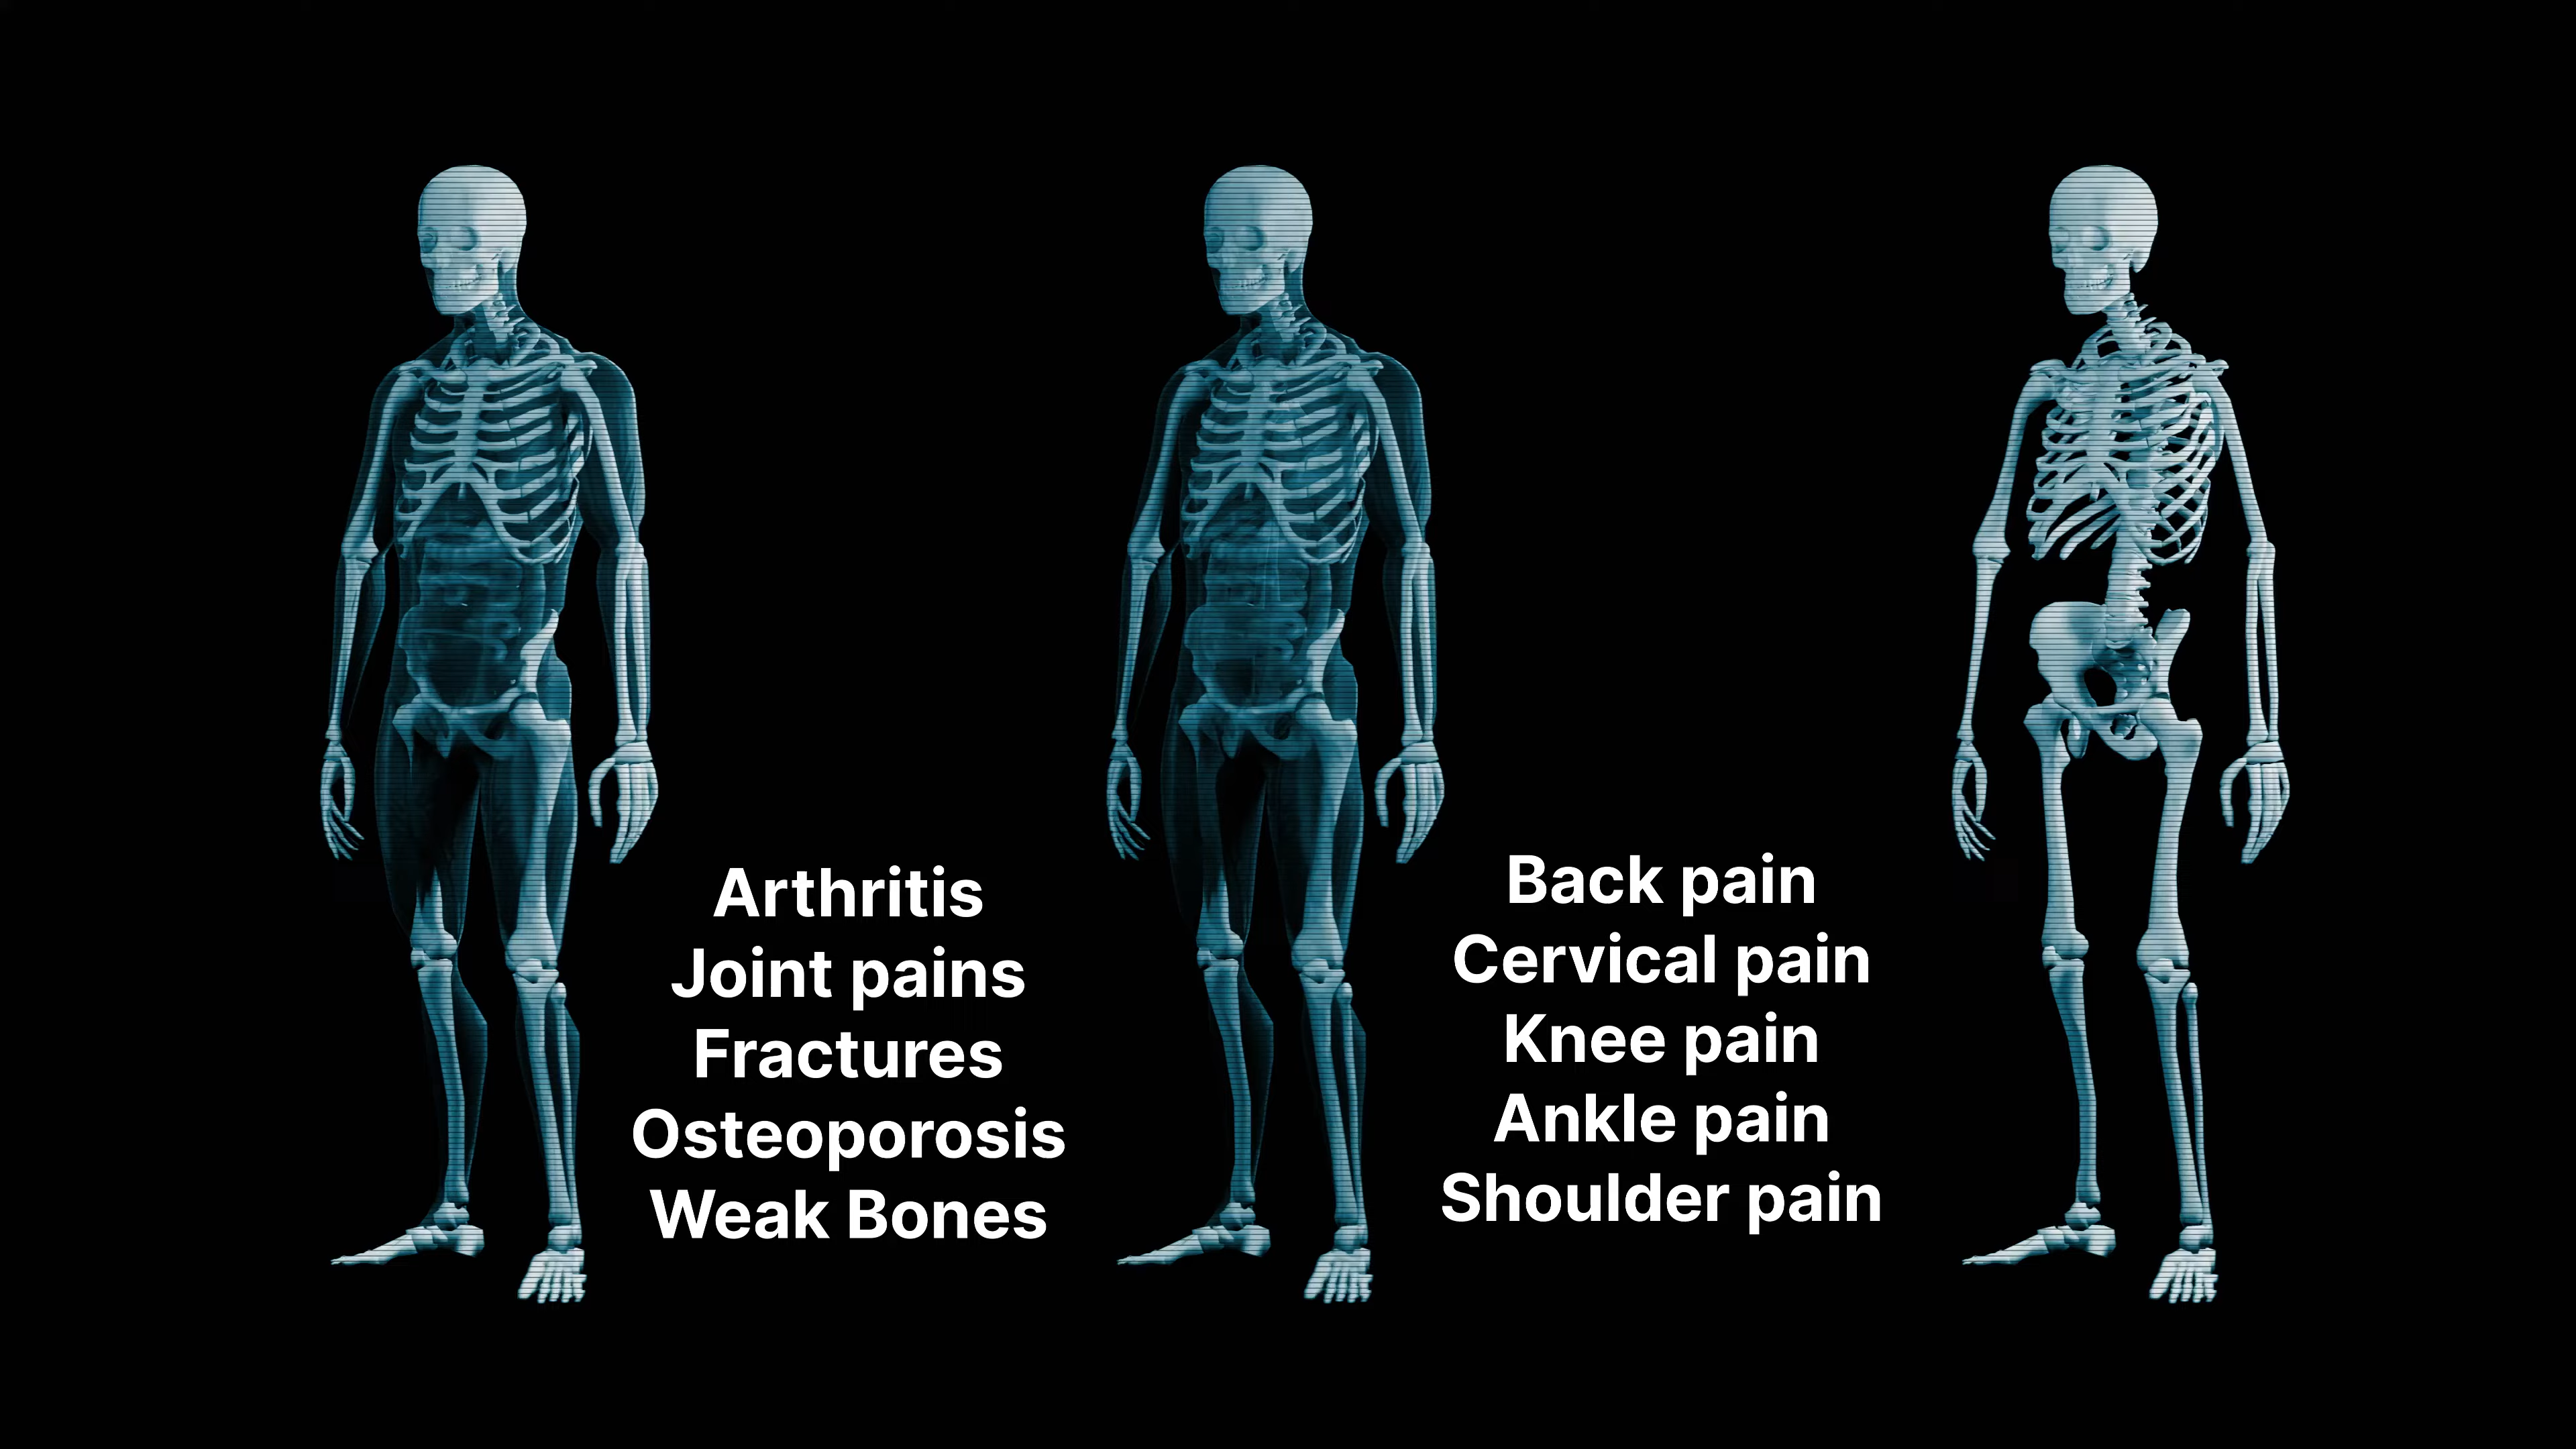 Arthritis
Joint pains
Fractures
Osteoporosis
Weak Bones
Back pain
Cervical pain
Knee pain
Ankle pain
Shoulder pain